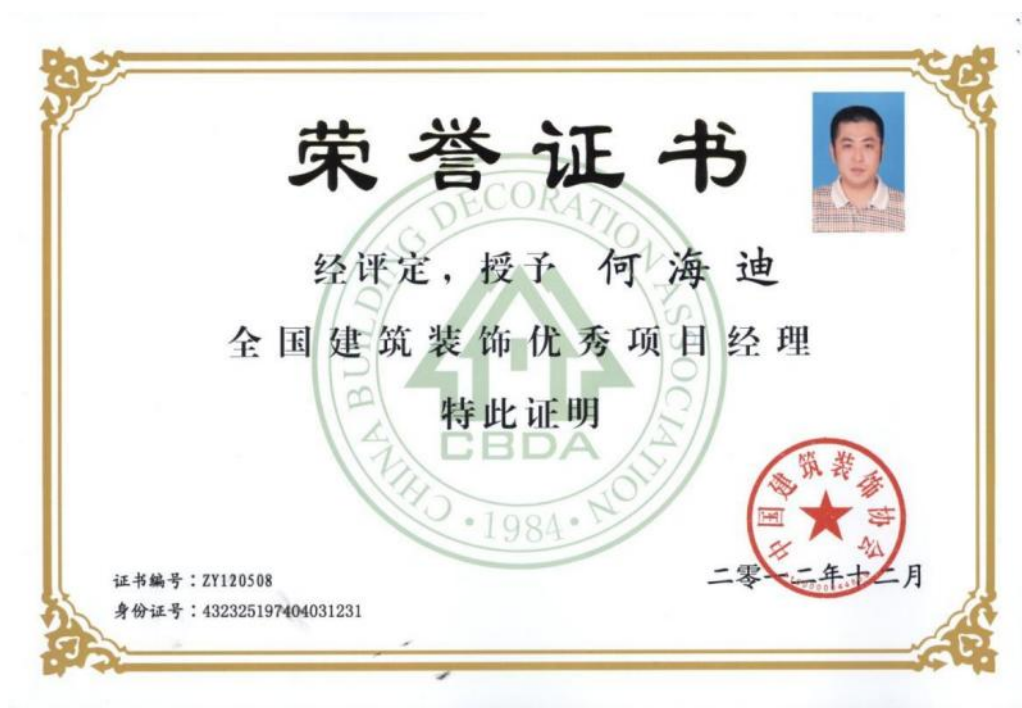 荣誉证书
经评定，授予 何海迪
全国建筑装饰优秀项目经理
特此证明
CHINA BUILDING DECORATION ASSOCIATION
CBDA
·1984·
中国建筑装饰协会
二零一二年十二月
证书编号：ZY120508
身份证号：432325197404031231